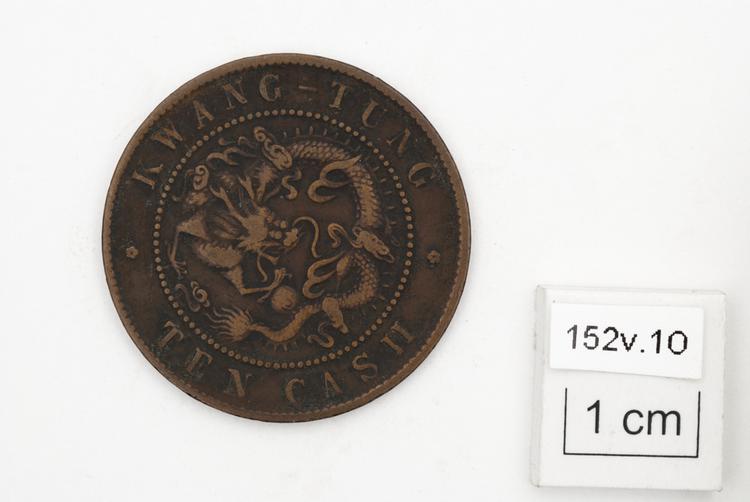 KWANG-TUNG
TEN CASH
152v.10
1 cm